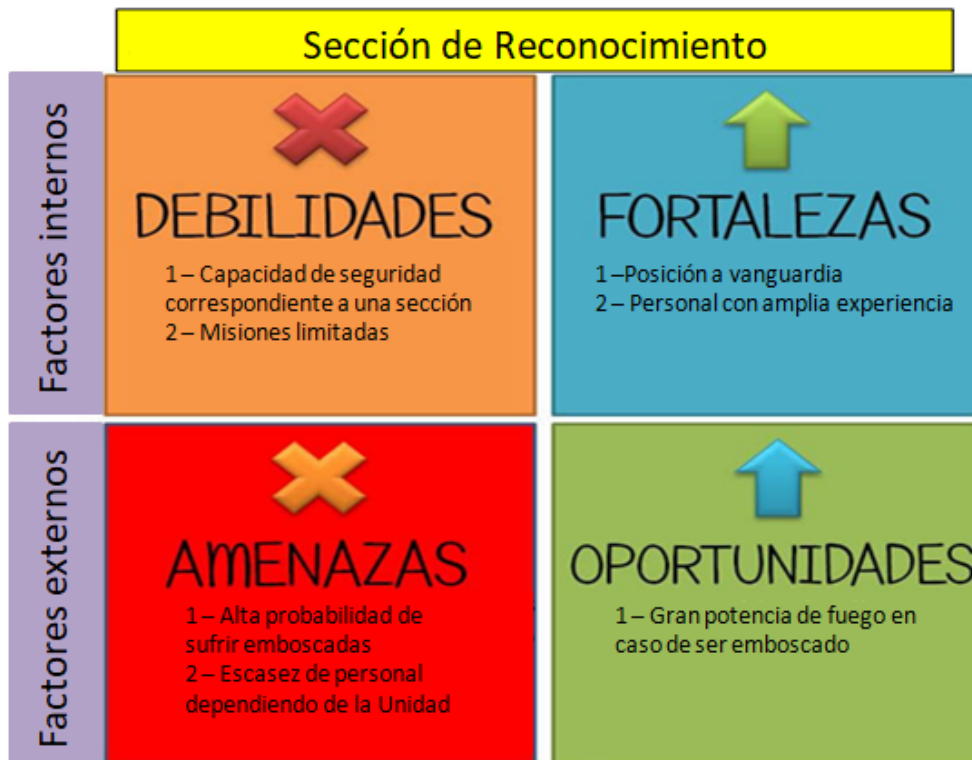 Sección de Reconocimiento
Factores internos
DEBILIDADES
1 – Capacidad de seguridad
correspondiente a una sección
2 – Misiones limitadas
FORTALEZAS
1 –Posición a vanguardia
2 – Personal con amplia experiencia
Factores externos
AMENAZAS
1 – Alta probabilidad de
sufrir emboscadas
2 – Escasez de personal
dependiendo de la Unidad
OPORTUNIDADES
1 – Gran potencia de fuego en
caso de ser emboscado